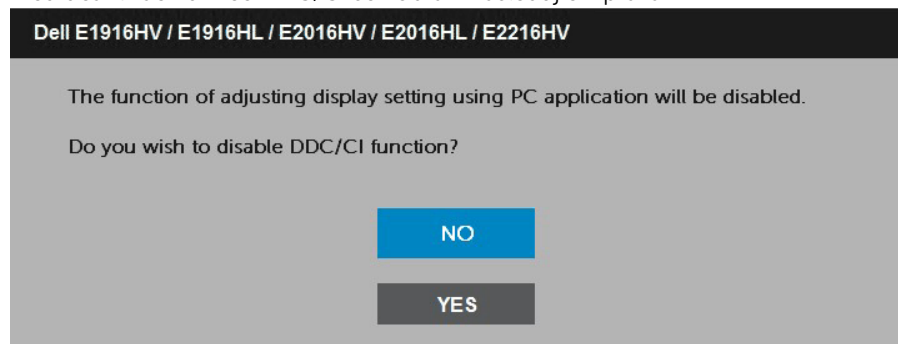 Dell E1916HV / E1916HL / E2016HV / E2016HL / E2216HV
The function of adjusting display setting using PC application will be disabled.
Do you wish to disable DDC/CI function?
NO
YES